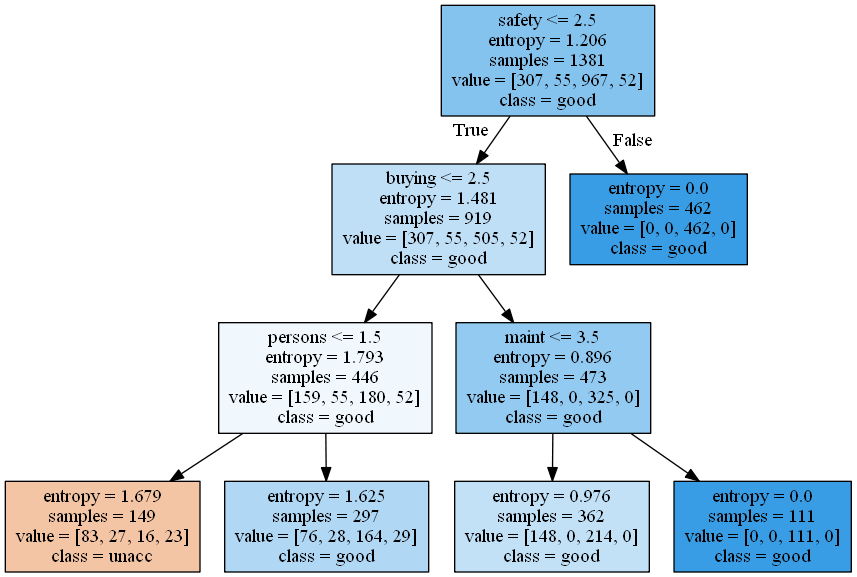 safety <= 2.5
entropy = 1.206
samples = 1381
value = [307, 55, 967, 52]
class = good
True
False
buying <= 2.5
entropy = 1.481
samples = 919
value = [307, 55, 505, 52]
class = good
entropy = 0.0
samples = 462
value = [0, 0, 462, 0]
class = good
persons <= 1.5
entropy = 1.793
samples = 446
value = [159, 55, 180, 52]
class = good
maint <= 3.5
entropy = 0.896
samples = 473
value = [148, 0, 325, 0]
class = good
entropy = 1.679
samples = 149
value = [83, 27, 16, 23]
class = unacc
entropy = 1.625
samples = 297
value = [76, 28, 164, 29]
class = good
entropy = 0.976
samples = 362
value = [148, 0, 214, 0]
class = good
entropy = 0.0
samples = 111
value = [0, 0, 111, 0]
class = good